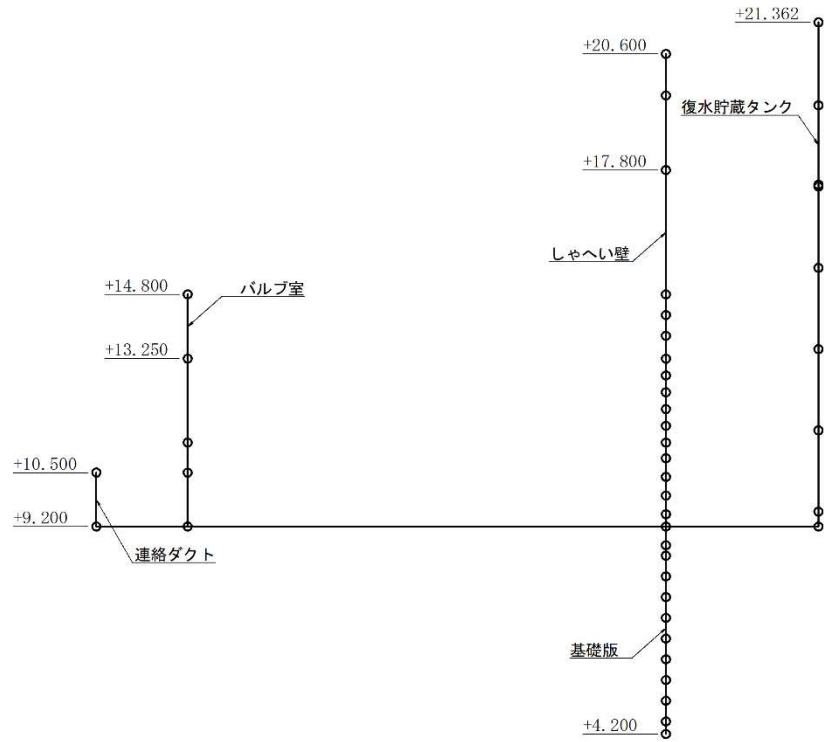 +21.362
+20.600
復水貯蔵タンク
+17.800
しゃへい壁
+14.800
バルブ室
+13.250
+10.500
+9.200
連絡ダクト
基礎版
+4.200